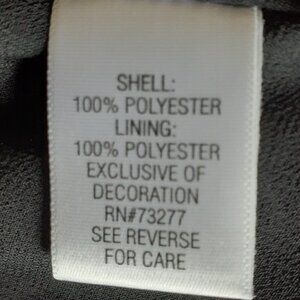 SHELL:
100% POLYESTER
LINING:
100% POLYESTER
EXCLUSIVE OF
DECORATION
RN#73277
SEE REVERSE
FOR CARE